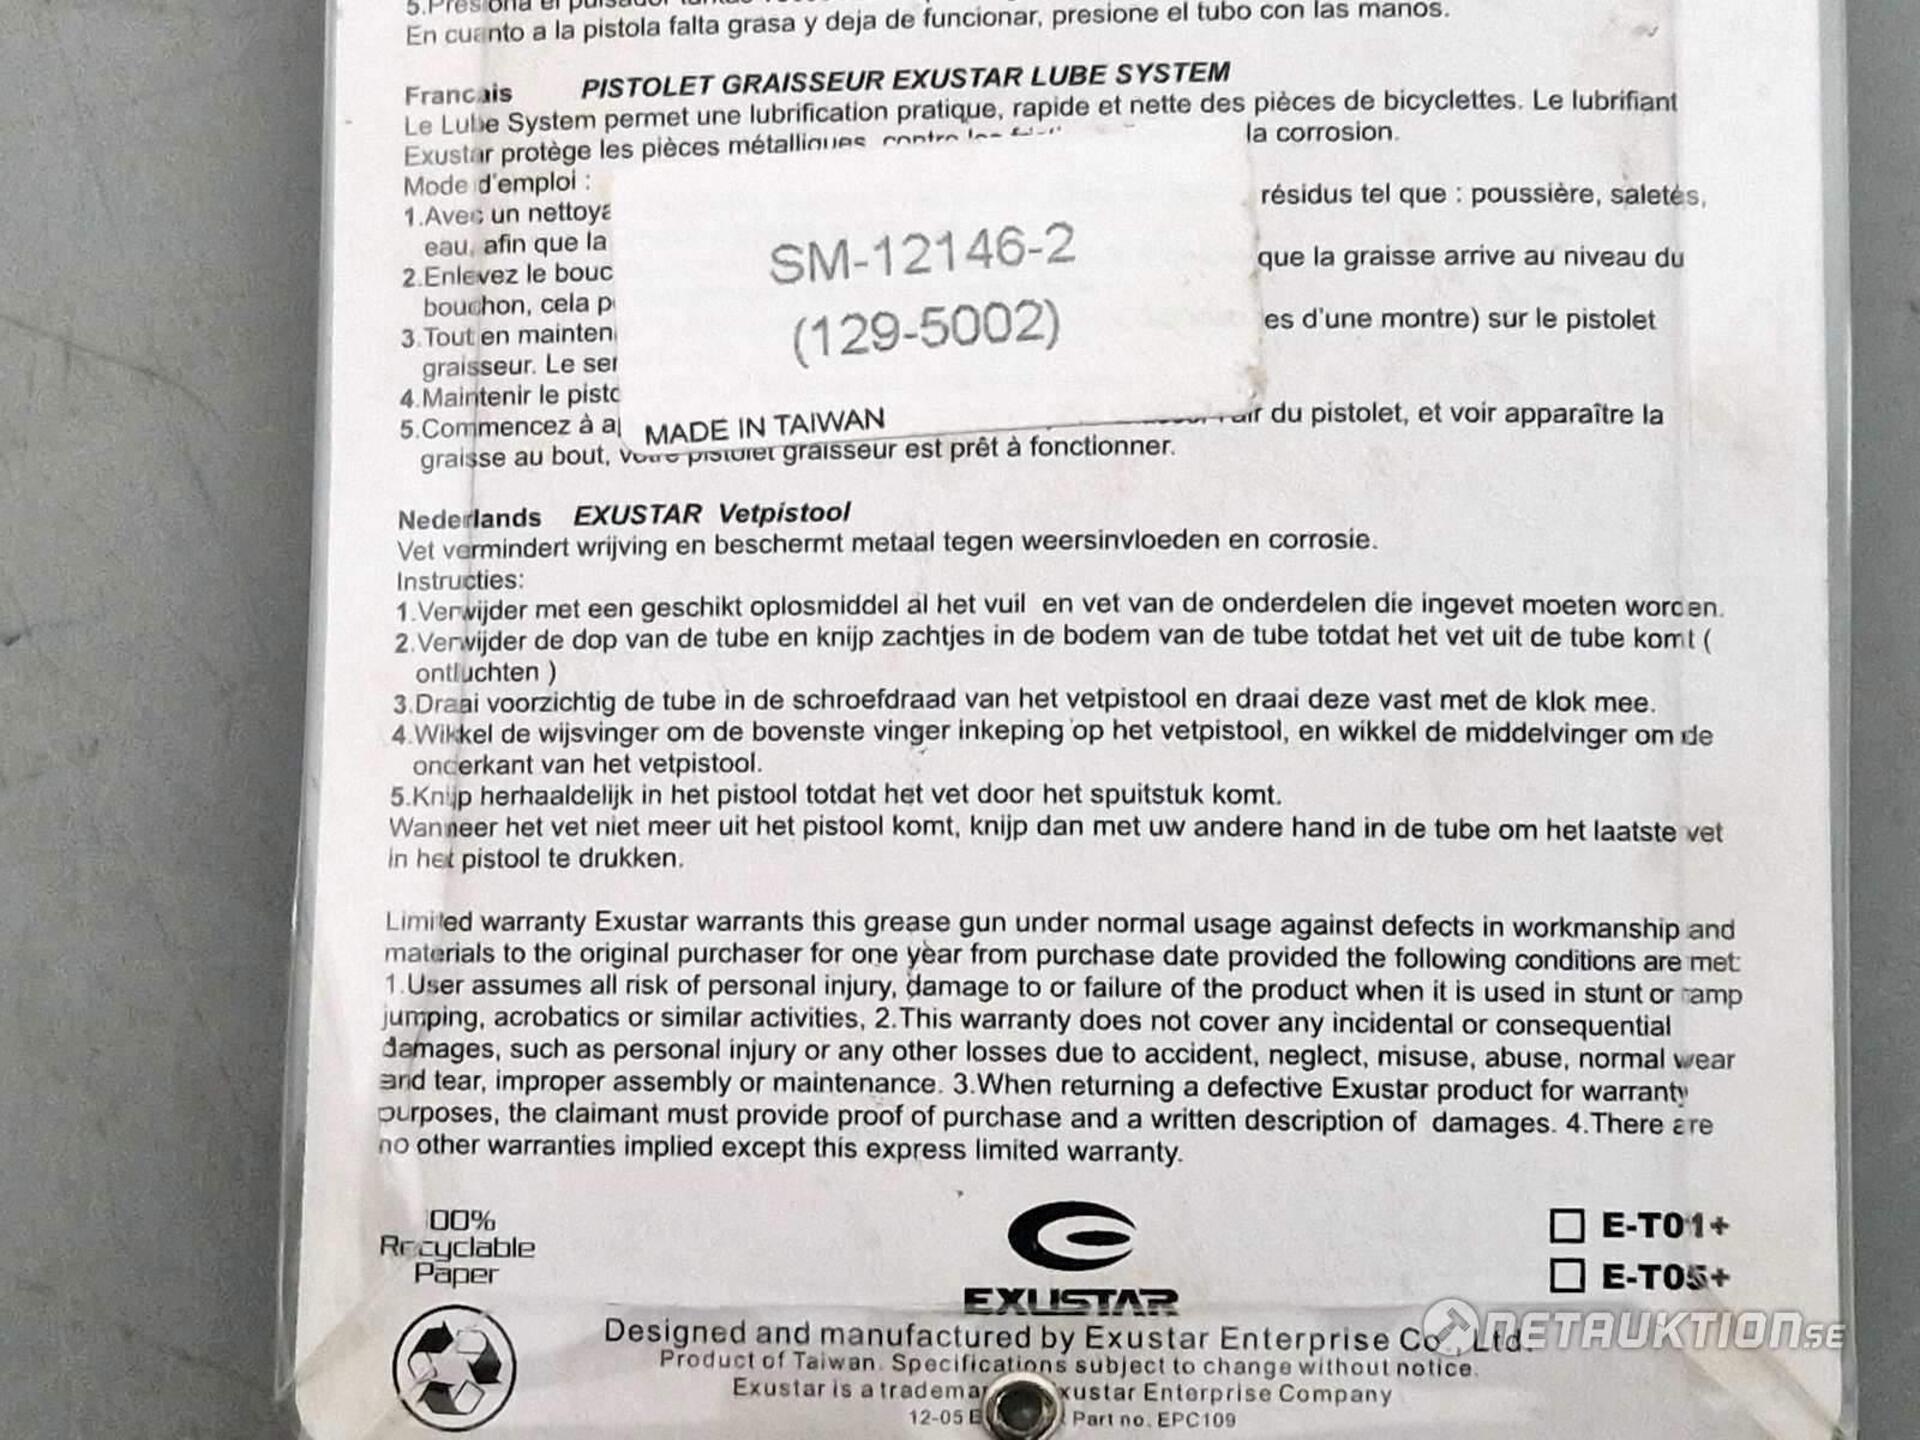 5.Presiona el pulsador
En cuanto a la pistola falta grasa y deja de funcionar, presione el tubo con las manos.
Francais PISTOLET GRAISSEUR EXUSTAR LUBE SYSTEM
Le Lube System permet une lubrification pratique, rapide et nette des pièces de bicyclettes. Le lubrifiant
Exustar protège les pièces métalliques contre la corrosion.
Mode d'emploi :
1.Avec un nettoya résidus tel que : poussière, saletés,
eau, afin que la
2.Enlevez le bouc que la graisse arrive au niveau du
bouchon, cela p
3.Tout en mainten es d'une montre) sur le pistolet
graisseur. Le ser
4.Maintenir le pisto
5.Commencez à a air du pistolet, et voir apparaître la
graisse au bout, votre pistolet graisseur est prêt à fonctionner.
SM-12146-2
(129-5002)
MADE IN TAIWAN
Nederlands EXUSTAR Vetpistool
Vet vermindert wrijving en beschermt metaal tegen weersinvloeden en corrosie.
Instructies:
1.Verwijder met een geschikt oplosmiddel al het vuil en vet van de onderdelen die ingevet moeten worden.
2.Verwijder de dop van de tube en knijp zachtjes in de bodem van de tube totdat het vet uit de tube komt (
ontluchten )
3.Draai voorzichtig de tube in de schroefdraad van het vetpistool en draai deze vast met de klok mee.
4.Wikkel de wijsvinger om de bovenste vinger inkeping op het vetpistool, en wikkel de middelvinger om de
onderkant van het vetpistool.
5.Knijp herhaaldelijk in het pistool totdat het vet door het spuitstuk komt.
Wanneer het vet niet meer uit het pistool komt, knijp dan met uw andere hand in de tube om het laatste vet
in het pistool te drukken.
Limited warranty Exustar warrants this grease gun under normal usage against defects in workmanship and
materials to the original purchaser for one year from purchase date provided the following conditions are met:
1.User assumes all risk of personal injury, damage to or failure of the product when it is used in stunt or ramp
jumping, acrobatics or similar activities, 2.This warranty does not cover any incidental or consequential
damages, such as personal injury or any other losses due to accident, neglect, misuse, abuse, normal wear
and tear, improper assembly or maintenance. 3.When returning a defective Exustar product for warranty
purposes, the claimant must provide proof of purchase and a written description of damages. 4.There are
no other warranties implied except this express limited warranty.
100%
Recyclable
Paper
EXUSTAR
E-T01+
E-T05+
Designed and manufactured by Exustar Enterprise Co., Ltd.
Product of Taiwan. Specifications subject to change without notice.
Exustar is a tradema Exustar Enterprise Company
12-05 E Part no. EPC109
NETAUKTION.SE